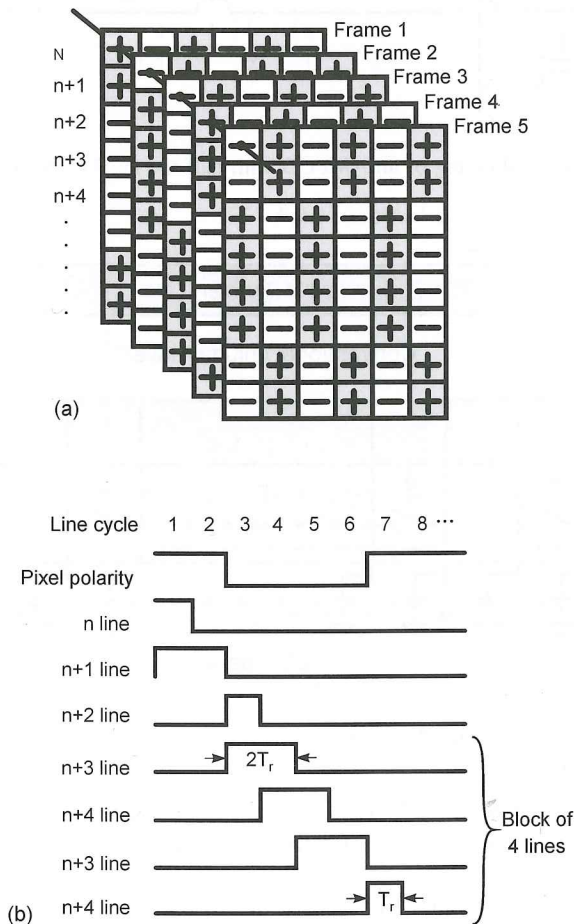 Frame 1
Frame 2
Frame 3
Frame 4
Frame 5
N
n+1
n+2
n+3
n+4
(a)
Line cycle 1 2 3 4 5 6 7 8 ...
Pixel polarity
n line
n+1 line
n+2 line
n+3 line 2Tr
n+4 line
n+3 line
n+4 line Tr
Block of
4 lines
(b)